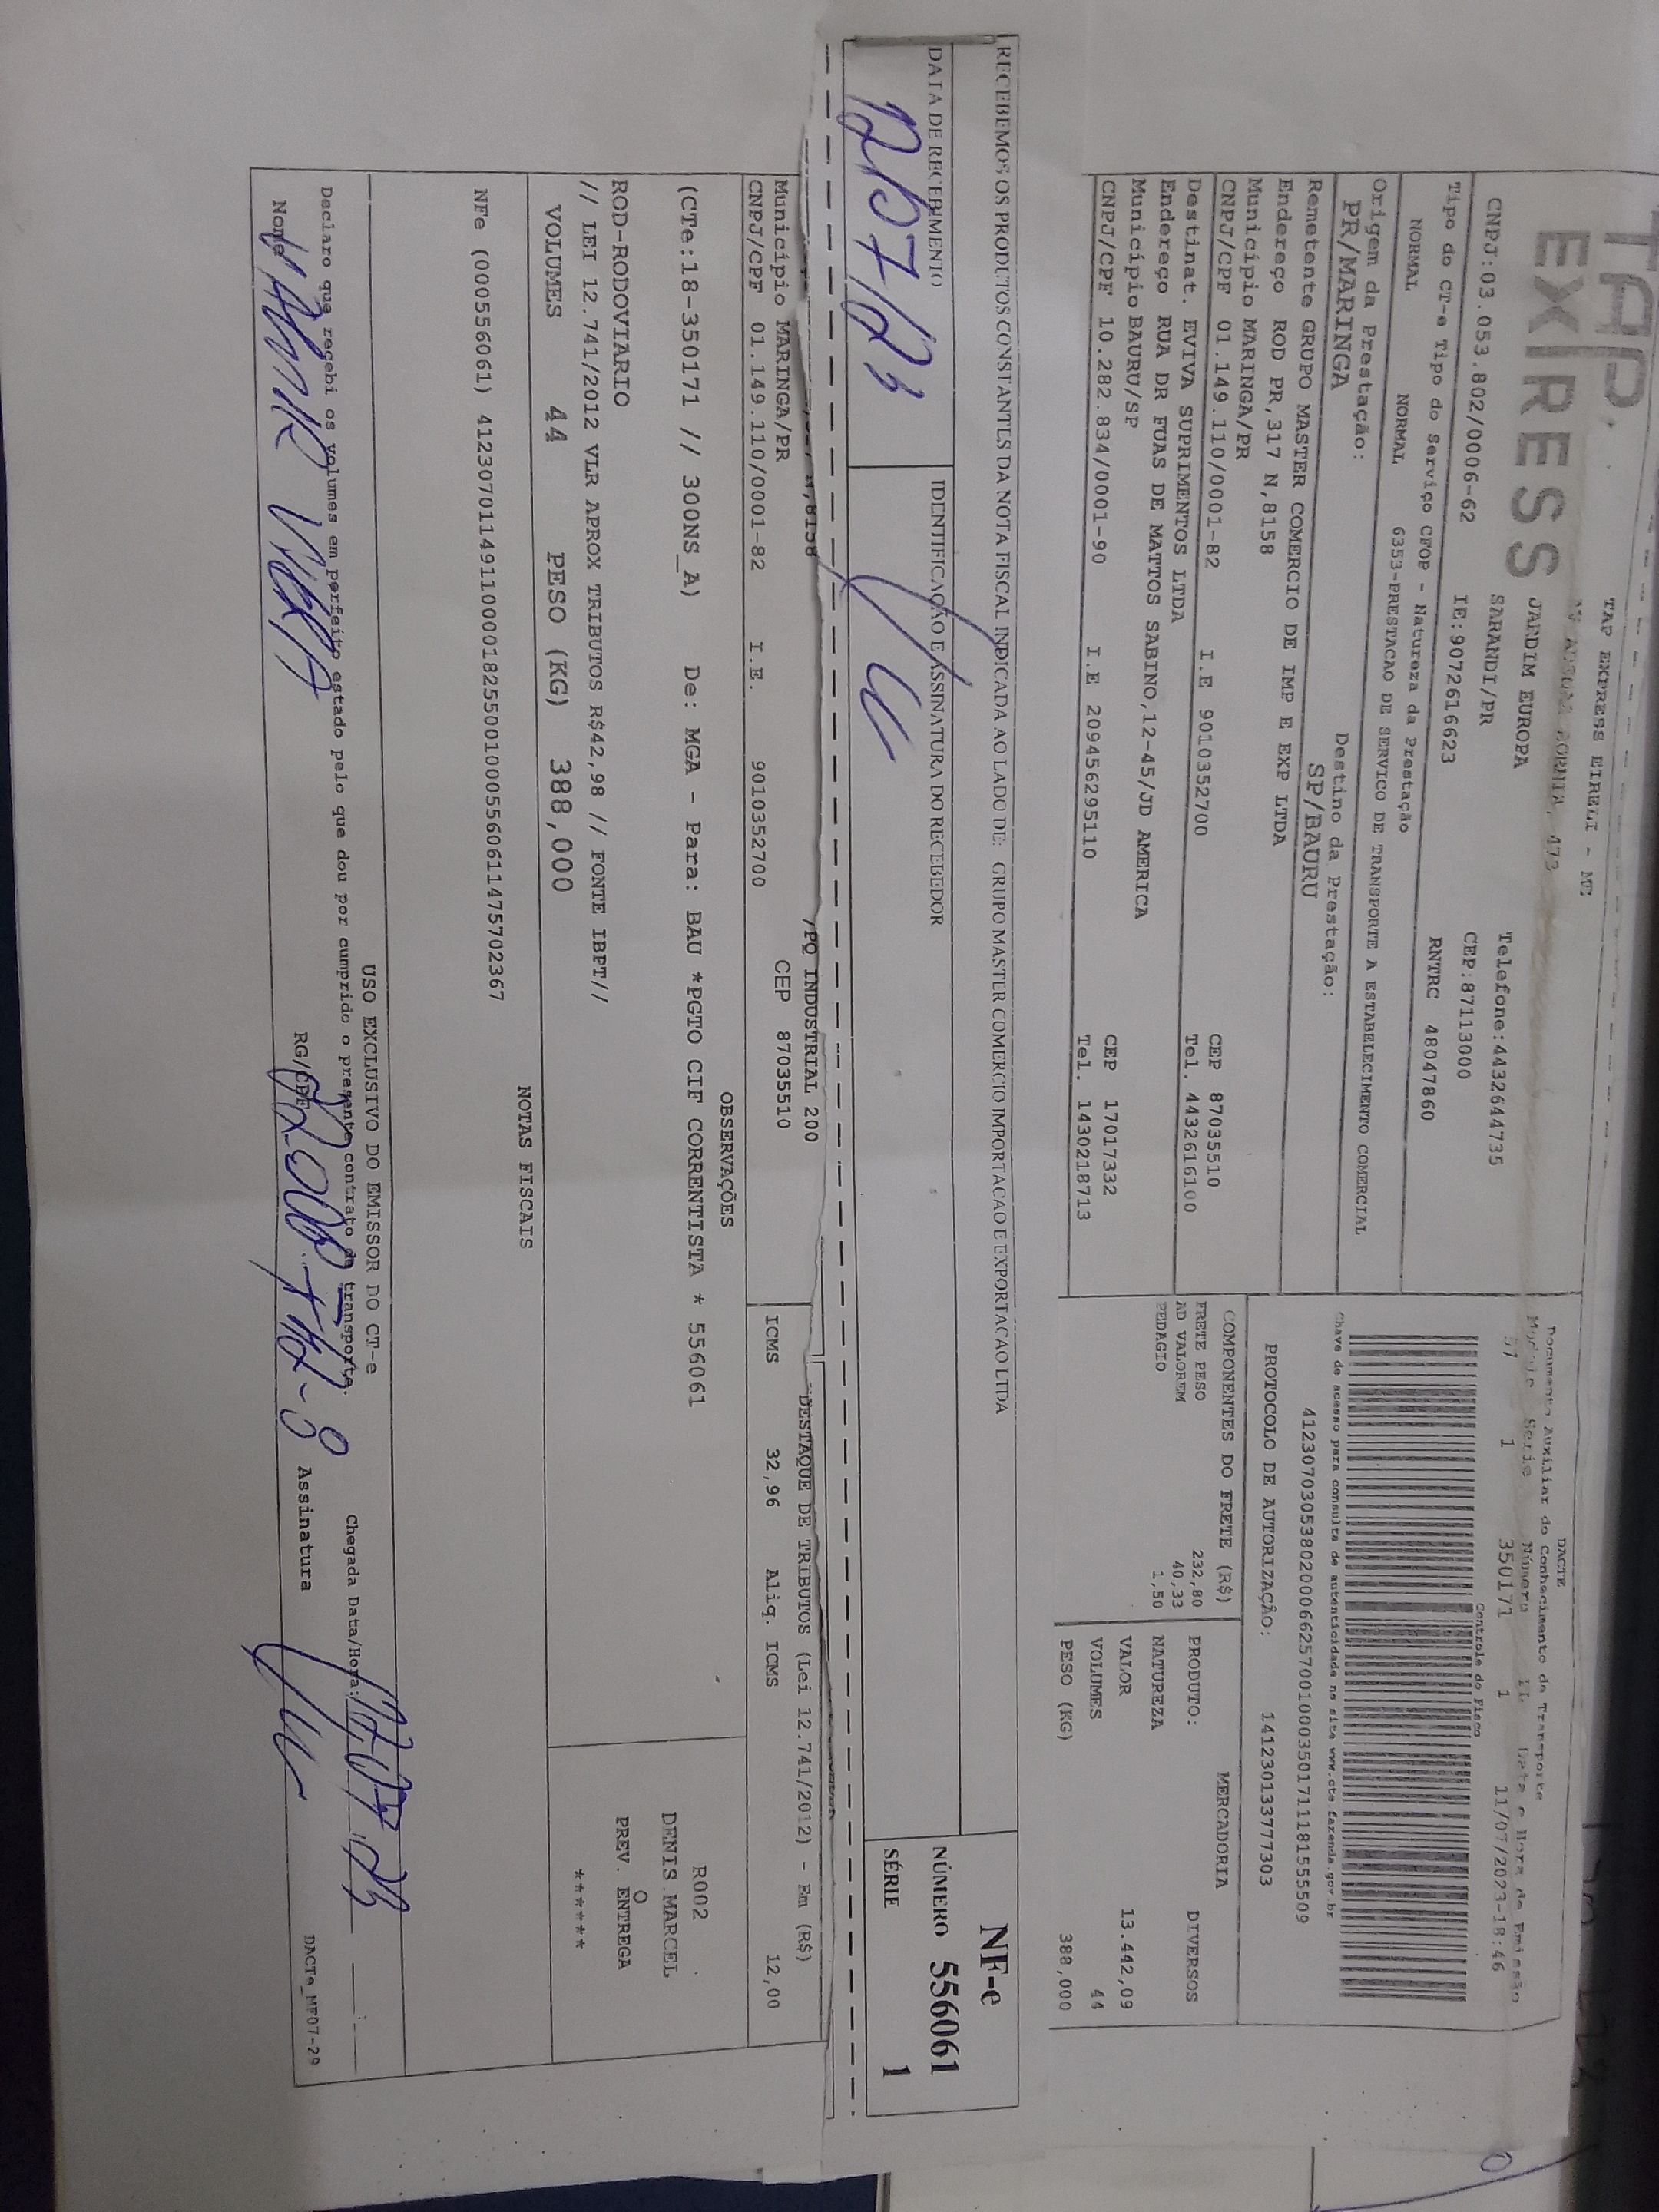 TAP EXPRESS
TAP EXPRESS EIRELI - ME
473
JARDIM EUROPA
SARANDI/PR
Telefone:4432644735
CNPJ:03.053.802/0006-62
IE:9072616623
CEP:87113000
RNTRC 48047860
Tipo do CT-e Tipo do Serviço CFOP - Natureza da Prestação
NORMAL NORMAL 6353-PRESTACAO DE SERVICO DE TRANSPORTE A ESTABELECIMENTO COMERCIAL
Origem da Prestação: Destino da Prestação:
PR/MARINGA SP/BAURU
Remetente GRUPO MASTER COMERCIO DE IMP E EXP LTDA
Endereço ROD PR,317 N,8158
Município MARINGA/PR CEP 87035510
CNPJ/CPF 01.149.110/0001-82 I.E 9010352700 Tel. 4432616100
Destinat. EVIVA SUPRIMENTOS LTDA
Endereço RUA DR FUAS DE MATTOS SABINO,12-45/JD AMERICA
Município BAURU/SP CEP 17017332
CNPJ/CPF 10.282.834/0001-90 I.E 209456295110 Tel. 1430218713
DACTE
Documento Auxiliar do Conhecimento de Transporte
Modelo Serie Número Fl. Data e Hora de Emissão
57 1 350171 1 11/07/2023-18:46
Controle do Fisco
Chave de acesso para consulta de autenticidade no site www.cte.fazenda.gov.br
41230703053802000662570010003501711181555509
PROTOCOLO DE AUTORIZAÇÃO: 141230133777303
COMPONENTES DO FRETE (R$) MERCADORIA
FRETE PESO 232,80
AD VALOREM 40,33
PEDAGIO 1,50
PRODUTO: DIVERSOS
NATUREZA
VALOR 13.442,09
VOLUMES 44
PESO (KG) 388,000
RECEBEMOS OS PRODUTOS CONSTANTES DA NOTA FISCAL INDICADA AO LADO DE: GRUPO MASTER COMERCIO IMPORTACAO E EXPORTACAO LTDA
NF-e
DATA DE RECEBIMENTO IDENTIFICAÇÃO E ASSINATURA DO RECEBEDOR
NÚMERO 556061
SÉRIE 1
/PQ INDUSTRIAL 200
Município MARINGA/PR CEP 87035510
CNPJ/CPF 01.149.110/0001-82 I.E. 9010352700
DESTAQUE DE TRIBUTOS (Lei 12.741/2012) - Em (R$)
ICMS 32,96 Aliq. ICMS 12,00
OBSERVAÇÕES
(CTe:18-350171 // 300NS_A) De: MGA - Para: BAU *PGTO CIF CORRENTISTA * 556061
ROD-RODOVIARIO
// LEI 12.741/2012 VLR APROX TRIBUTOS R$42,98 // FONTE IBPT//
R002
DENIS MARCEL
0
PREV. ENTREGA
******
VOLUMES 44 PESO (KG) 388,000
NOTAS FISCAIS
NFe (000556061) 41230701149110000182550010005560611475702367
USO EXCLUSIVO DO EMISSOR DO CT-e
Declaro que recebi os volumes em perfeito estado pelo que dou por cumprido o presente contrato de transporte.
Chegada Data/Hora:
Nome RG/CPF Assinatura
DACTe_MF07-29